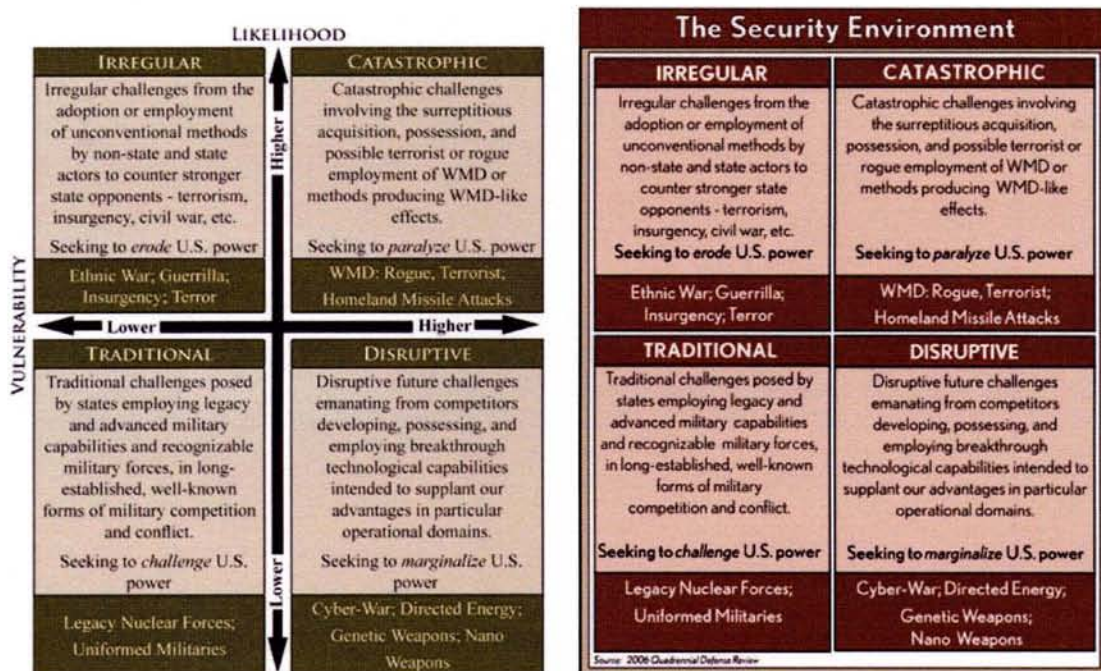 LIKELIHOOD
IRREGULAR
Irregular challenges from the
adoption or employment
of unconventional methods
by non-state and state
actors to counter stronger
state opponents - terrorism,
insurgency, civil war, etc.
Seeking to erode U.S. power
Ethnic War; Guerrilla;
Insurgency; Terror
Higher
CATASTROPHIC
Catastrophic challenges
involving the surreptitious
acquisition, possession, and
possible terrorist or rogue
employment of WMD or
methods producing WMD-like
effects.
Seeking to paralyze U.S. power
WMD: Rogue, Terrorist;
Homeland Missile Attacks
VULNERABILITY
Lower
Higher
TRADITIONAL
Traditional challenges posed
by states employing legacy
and advanced military
capabilities and recognizable
military forces, in long-
established, well-known
forms of military competition
and conflict.
Seeking to challenge U.S.
power
Legacy Nuclear Forces;
Uniformed Militaries
Lower
DISRUPTIVE
Disruptive future challenges
emanating from competitors
developing, possessing, and
employing breakthrough
technological capabilities
intended to supplant our
advantages in particular
operational domains.
Seeking to marginalize U.S.
power
Cyber-War; Directed Energy;
Genetic Weapons; Nano
Weapons
The Security Environment
IRREGULAR
Irregular challenges from the
adoption or employment of
unconventional methods by
non-state and state actors to
counter stronger state
opponents - terrorism,
insurgency, civil war, etc.
Seeking to erode U.S. power
Ethnic War; Guerrilla;
Insurgency; Terror
CATASTROPHIC
Catastrophic challenges involving
the surreptitious acquisition,
possession, and possible terrorist or
rogue employment of WMD or
methods producing WMD-like
effects.
Seeking to paralyze U.S. power
WMD: Rogue, Terrorist;
Homeland Missile Attacks
TRADITIONAL
Traditional challenges posed by
states employing legacy and
advanced military capabilities
and recognizable military forces,
in long-established, well-known
forms of military
competition and conflict.
Seeking to challenge U.S. power
Legacy Nuclear Forces;
Uniformed Militaries
DISRUPTIVE
Disruptive future challenges
emanating from competitors
developing, possessing, and
employing breakthrough
technological capabilities intended to
supplant our advantages in particular
operational domains.
Seeking to marginalize U.S. power
Cyber-War; Directed Energy;
Genetic Weapons;
Nano Weapons
Source: 2006 Quadrennial Defense Review